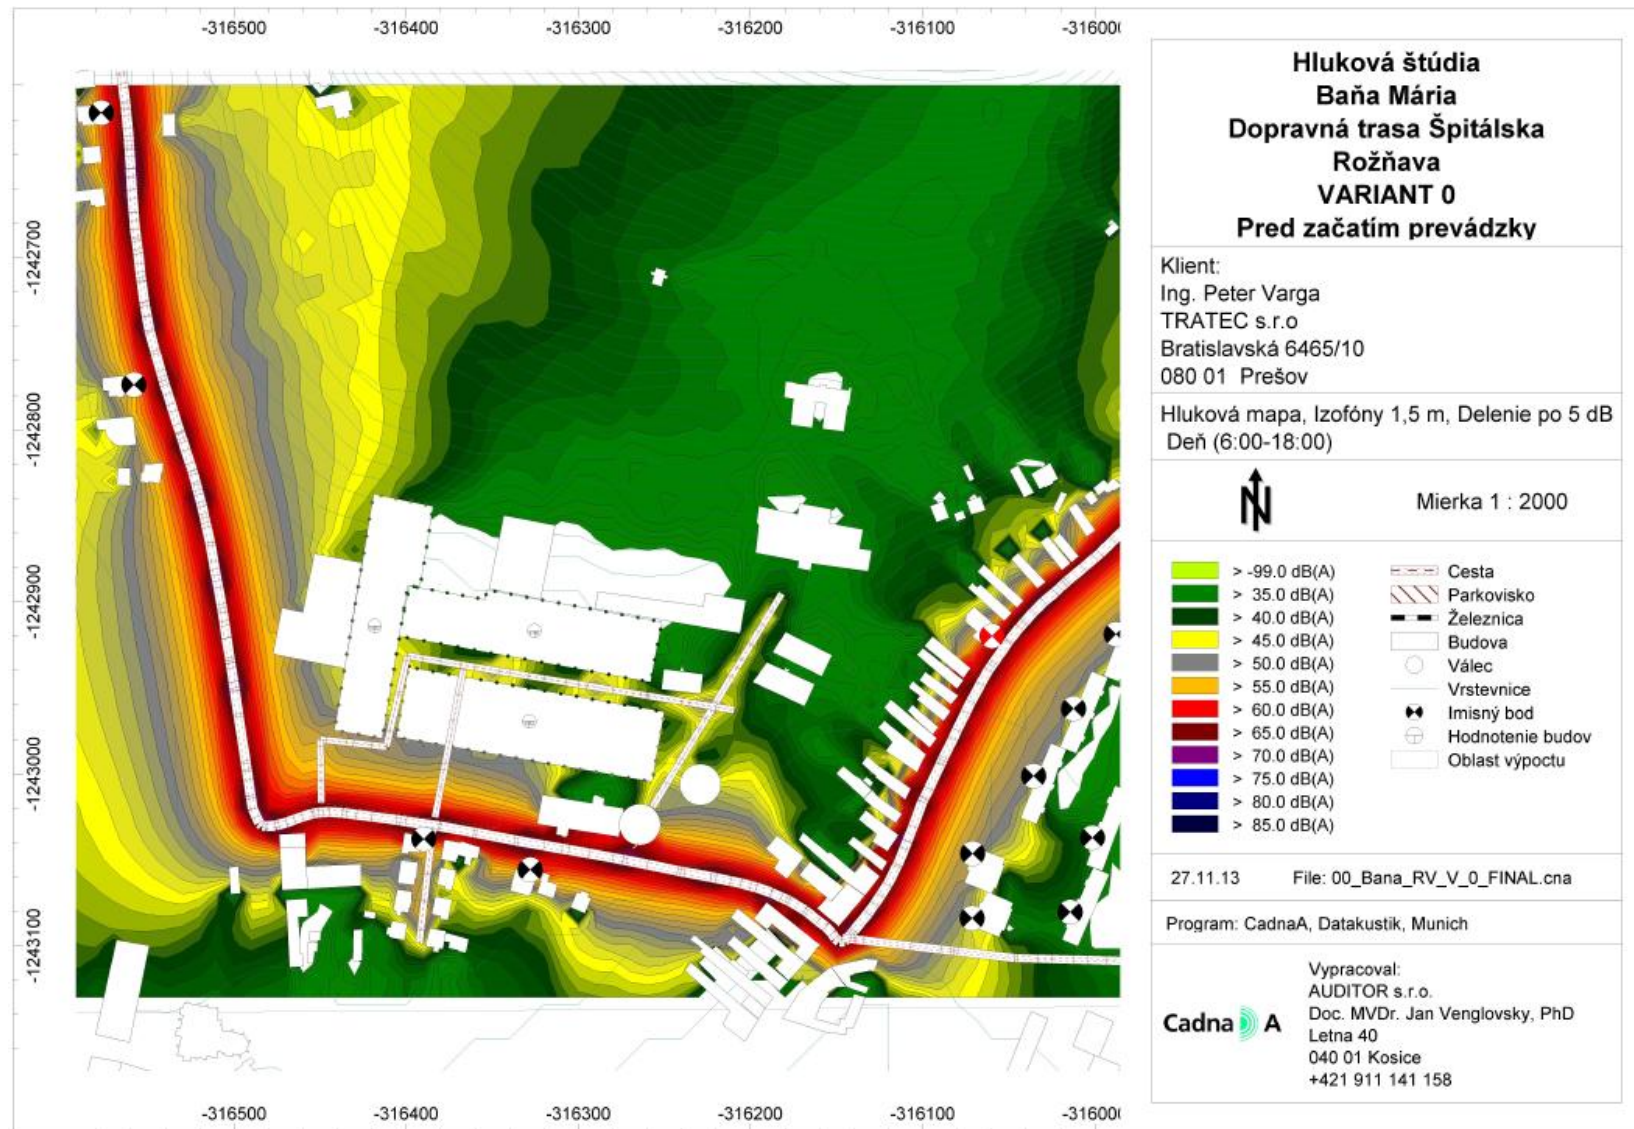 -316500 -316400 -316300 -316200 -316100 -31600
-1242700
-1242800
-1242900
-1243000
-1243100
-316500 -316400 -316300 -316200 -316100 -31600
Hluková štúdia
Baňa Mária
Dopravná trasa Špitálska
Rožňava
VARIANT 0
Pred začatím prevádzky
Klient:
Ing. Peter Varga
TRATEC s.r.o
Bratislavská 6465/10
080 01 Prešov
Hluková mapa, Izofóny 1,5 m, Delenie po 5 dB
Deň (6:00-18:00)
N
Mierka 1 : 2000
> -99.0 dB(A)
> 35.0 dB(A)
> 40.0 dB(A)
> 45.0 dB(A)
> 50.0 dB(A)
> 55.0 dB(A)
> 60.0 dB(A)
> 65.0 dB(A)
> 70.0 dB(A)
> 75.0 dB(A)
> 80.0 dB(A)
> 85.0 dB(A)
Cesta
Parkovisko
Železnica
Budova
Válec
Vrstevnice
Imisný bod
Hodnotenie budov
Oblast výpoctu
27.11.13 File: 00_Bana_RV_V_0_FINAL.cna
Program: CadnaA, Datakustik, Munich
Cadna A
Vypracoval:
AUDITOR s.r.o.
Doc. MVDr. Jan Venglovsky, PhD
Letna 40
040 01 Kosice
+421 911 141 158